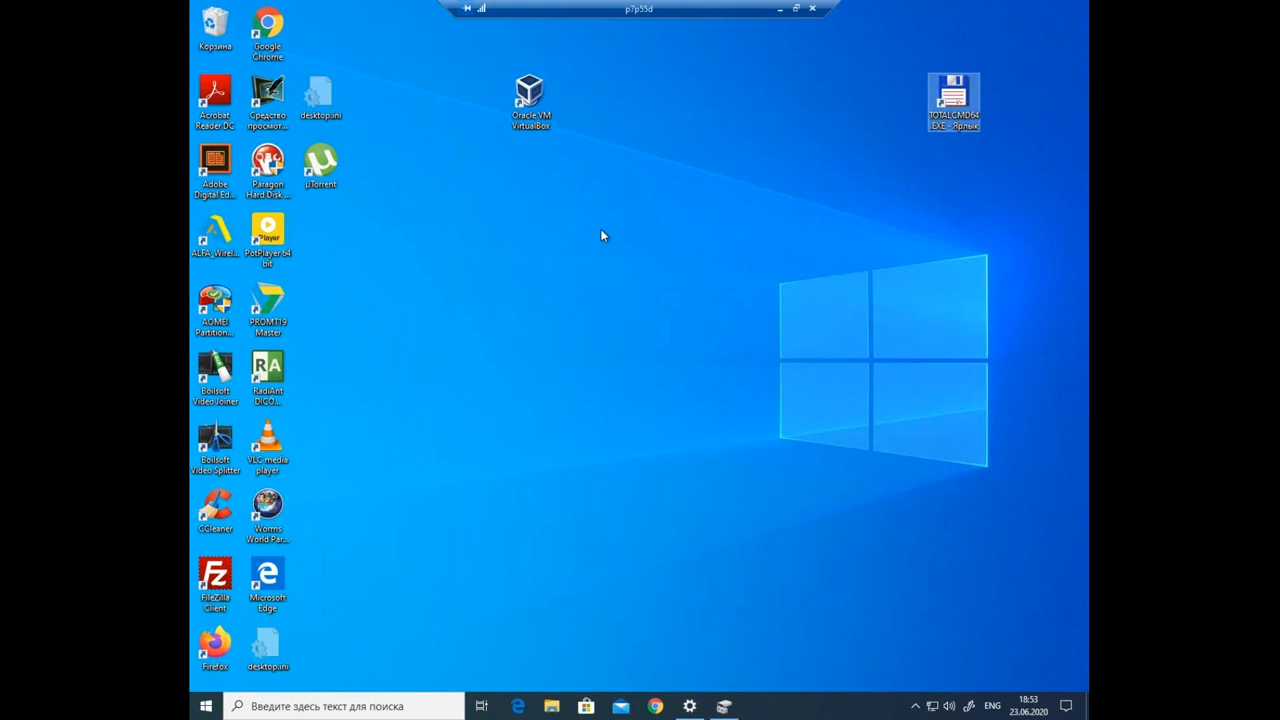 p7p55d
Корзина
Google
Chrome
Acrobat
Reader DC
Средство
просмот...
desktop.ini
Oracle VM
VirtualBox
TOTALCMD64
.EXE - Ярлык
Adobe
Digital Ed...
Paragon
Hard Disk ...
µTorrent
ALFA_Wirel...
Player
PotPlayer 64
bit
AOMEI
Partition...
PROMT19
Master
Boilsoft
Video Joiner
RA
RadiAnt
DICO...
Boilsoft
Video Splitter
VLC media
player
CCleaner
Worms
World Par...
Fz
FileZilla
Client
Microsoft
Edge
Firefox
desktop.ini
Введите здесь текст для поиска
ENG
18:53
23.06.2020